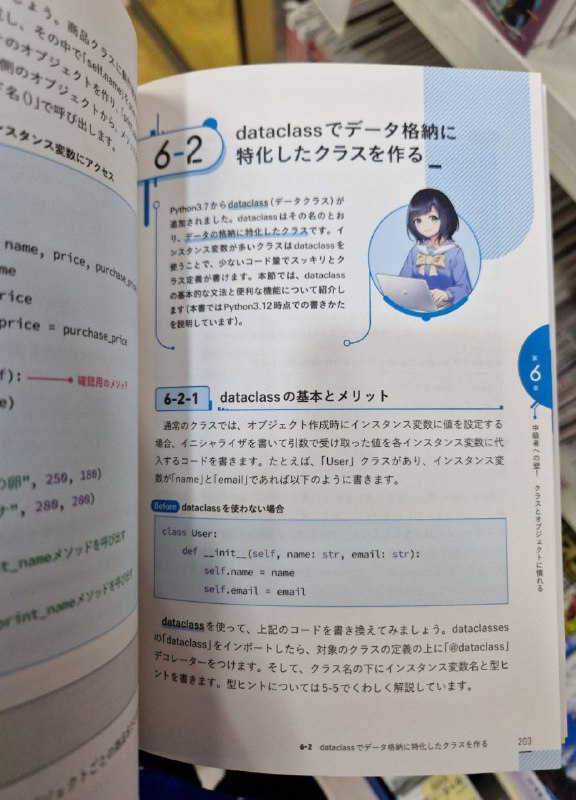 しょう。商品クラスに
し、その中で「self.name」を
のオブジェクトを作り、
側のオブジェクトから、メソ
ド名()」で呼び出します。
ンスタンス変数にアクセス
name, price, purchase_price
me
rice
price = purchase_price
f):
確認用のメソッド
e)
の卵", 250, 180)
ナ", 280, 200)
nt_nameメソッドを呼び出す
print_nameメソッドを呼び出す
6-2
dataclassでデータ格納に
特化したクラスを作る
Python3.7からdataclass(データクラス)が
追加されました。dataclassはその名のとお
り、データの格納に特化したクラスです。イ
ンスタンス変数が多いクラスはdataclassを
使うことで、少ないコード量でスッキリとク
ラス定義が書けます。本節では、dataclass
の基本的な文法と便利な機能について紹介し
ます(本書ではPython3.12時点での書きかた
を説明しています)。
6-2-1 dataclassの基本とメリット
通常のクラスでは、オブジェクト作成時にインスタンス変数に値を設定する
場合、イニシャライザを書いて引数で受け取った値を各インスタンス変数に代
入するコードを書きます。たとえば、「User」クラスがあり、インスタンス変
数が「name」と「email」であれば以下のように書きます。
Before dataclassを使わない場合
class User:
def __init__(self, name: str, email: str):
self.name = name
self.email = email
dataclassを使って、上記のコードを書き換えてみましょう。dataclasses
の「dataclass」をインポートしたら、対象のクラスの定義の上に「@dataclass」
デコレーターをつけます。そして、クラス名の下にインスタンス変数名と型ヒ
ントを書きます。型ヒントについては5-5でくわしく解説しています。
第
6
章
中級者への壁! クラスとオブジェクトに慣れる
6-2 dataclassでデータ格納に特化したクラスを作る
203